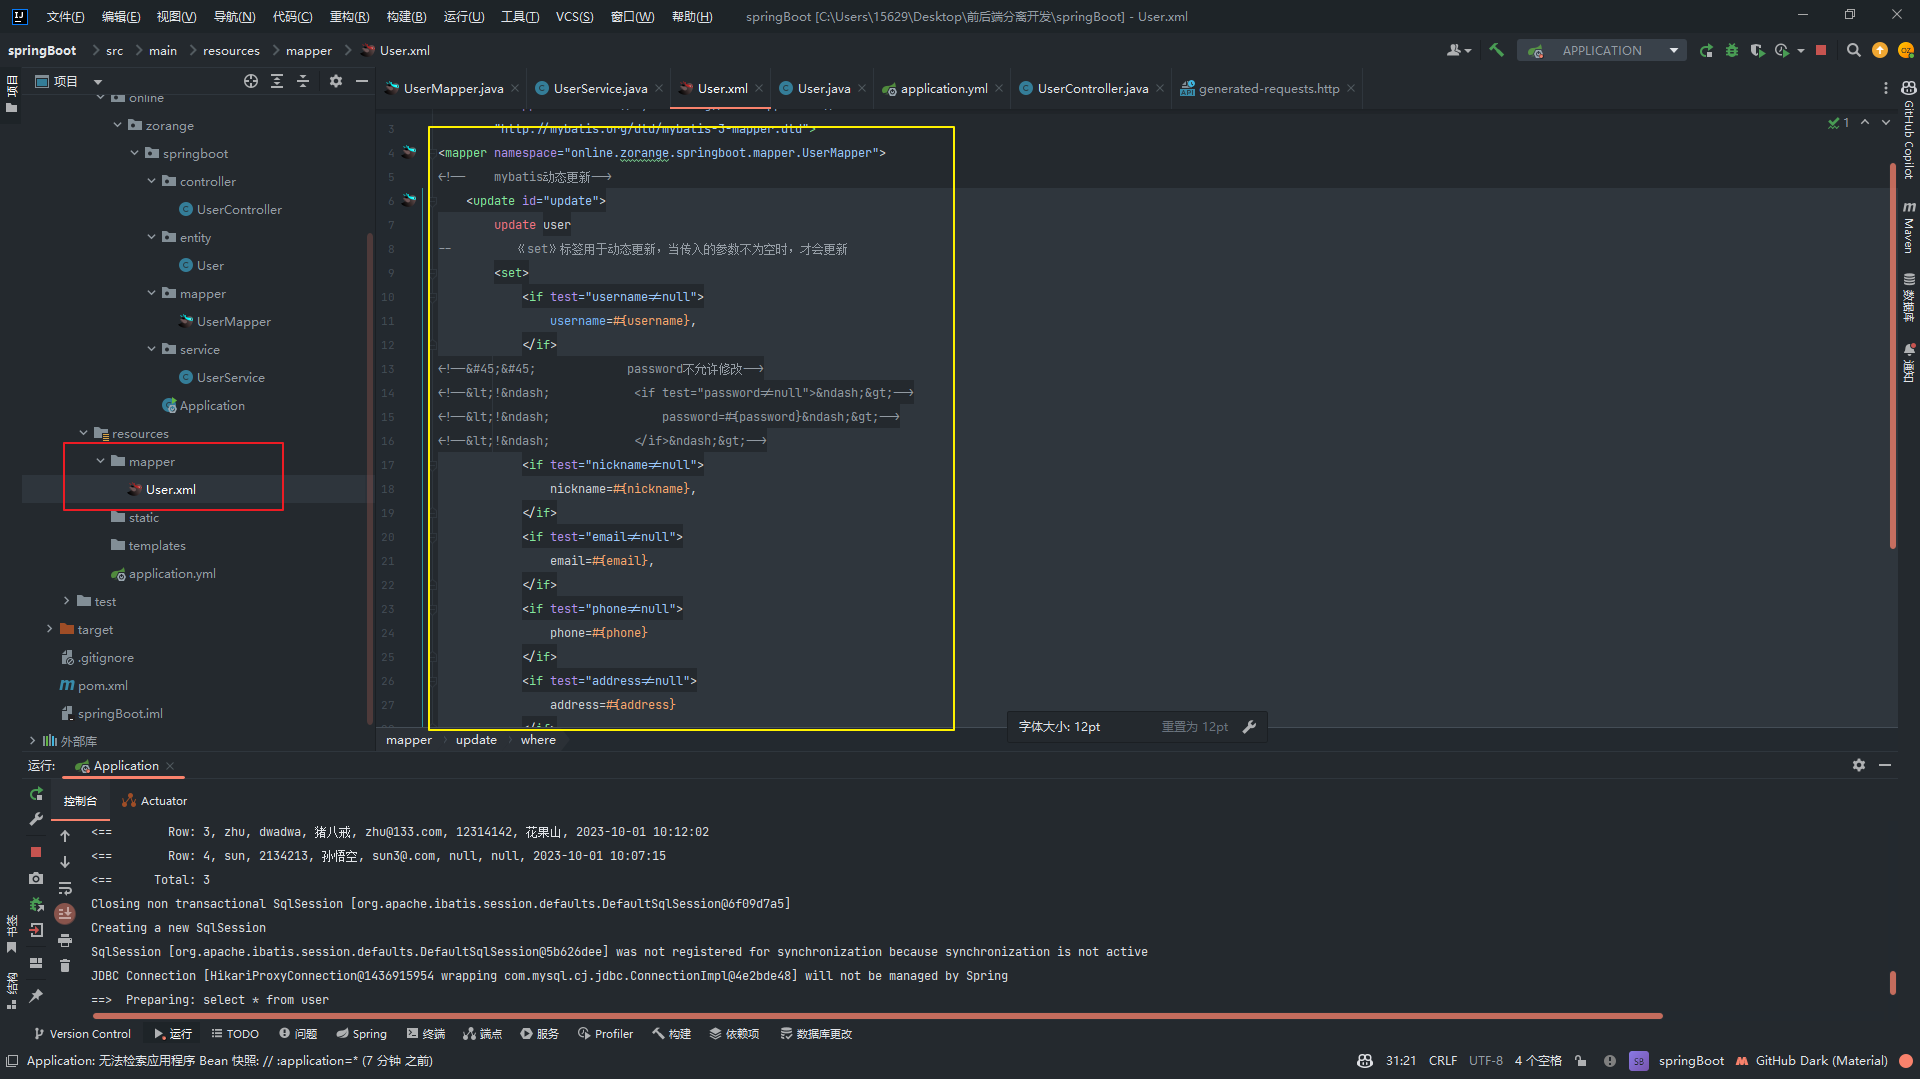 文件(F) 编辑(E) 视图(V) 导航(N) 代码(C) 重构(R) 构建(B) 运行(U) 工具(T) VCS(S) 窗口(W) 帮助(H) springBoot [C:\Users\15629\Desktop\前后端分离开发\springBoot] - User.xml
springBoot src main resources mapper User.xml APPLICATION
项目
UserMapper.java UserService.java User.xml User.java application.yml UserController.java generated-requests.http
项目
online
zorange
springboot
controller
UserController
entity
User
mapper
UserMapper
service
UserService
Application
resources
mapper
User.xml
static
templates
application.yml
test
target
.gitignore
pom.xml
springBoot.iml
外部库
1
3 "http://mybatis.org/dtd/mybatis-3-mapper.dtd">
4 <mapper namespace="online.zorange.springboot.mapper.UserMapper">
5 <!--    mybatis动态更新-->
6 <update id="update">
7 update user
8 --         《set》标签用于动态更新，当传入的参数不为空时，才会更新
9 <set>
10 <if test="username!=null">
11 username=#{username},
12 </if>
13 <!--&#45;&#45;             password不允许修改-->
14 <!--&lt;!&ndash;            <if test="password!=null">&ndash;&gt;-->
15 <!--&lt;!&ndash;                password=#{password}&ndash;&gt;-->
16 <!--&lt;!&ndash;            </if>&ndash;&gt;-->
17 <if test="nickname!=null">
18 nickname=#{nickname},
19 </if>
20 <if test="email!=null">
21 email=#{email},
22 </if>
23 <if test="phone!=null">
24 phone=#{phone}
25 </if>
26 <if test="address!=null">
27 address=#{address}
</if>
字体大小: 12pt 重置为 12pt
mapper update where
GitHub Copilot
Maven
数据库
通知
运行: Application
控制台 Actuator
<==        Row: 3, zhu, dwadwa, 猪八戒, zhu@133.com, 12314142, 花果山, 2023-10-01 10:12:02
<==        Row: 4, sun, 2134213, 孙悟空, sun3@.com, null, null, 2023-10-01 10:07:15
<==      Total: 3
Closing non transactional SqlSession [org.apache.ibatis.session.defaults.DefaultSqlSession@6f09d7a5]
Creating a new SqlSession
SqlSession [org.apache.ibatis.session.defaults.DefaultSqlSession@5b626dee] was not registered for synchronization because synchronization is not active
JDBC Connection [HikariProxyConnection@1436915954 wrapping com.mysql.cj.jdbc.ConnectionImpl@4e2bde48] will not be managed by Spring
==>  Preparing: select * from user
书签
结构
Version Control 运行 TODO 问题 Spring 终端 端点 服务 Profiler 构建 依赖项 数据库更改
Application: 无法检索应用程序 Bean 快照: // :application=* (7 分钟 之前) 31:21 CRLF UTF-8 4 个空格 SB springBoot GitHub Dark (Material)